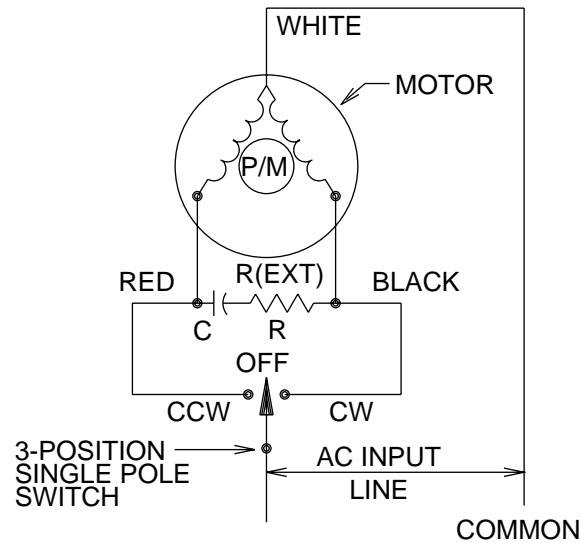 WHITE
MOTOR
P/M
RED
R(EXT)
BLACK
C
R
OFF
CCW
CW
3-POSITION
SINGLE POLE
SWITCH
AC INPUT
LINE
COMMON